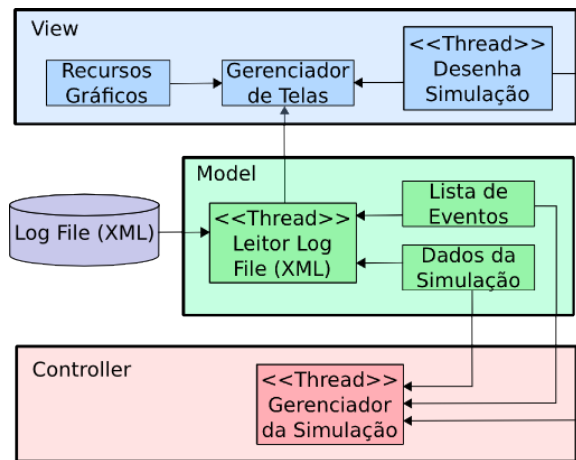 View
Recursos
Gráficos
Gerenciador
de Telas
<<Thread>>
Desenha
Simulação
Model
Log File (XML)
<<Thread>>
Leitor Log
File (XML)
Lista de
Eventos
Dados da
Simulação
Controller
<<Thread>>
Gerenciador
da Simulação